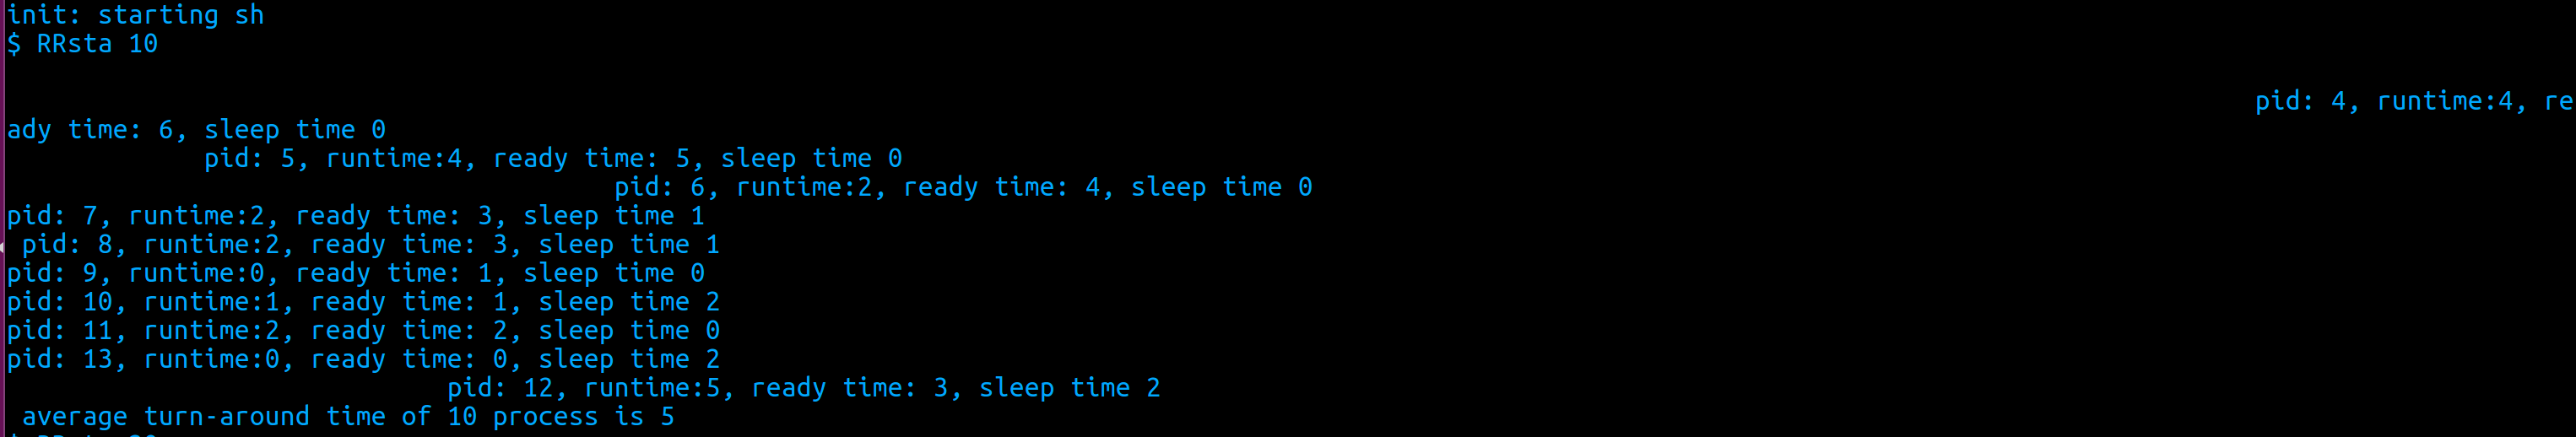 init: starting sh
$ RRsta 10
pid: 4, runtime:4, re
ady time: 6, sleep time 0
pid: 5, runtime:4, ready time: 5, sleep time 0
pid: 6, runtime:2, ready time: 4, sleep time 0
pid: 7, runtime:2, ready time: 3, sleep time 1
pid: 8, runtime:2, ready time: 3, sleep time 1
pid: 9, runtime:0, ready time: 1, sleep time 0
pid: 10, runtime:1, ready time: 1, sleep time 2
pid: 11, runtime:2, ready time: 2, sleep time 0
pid: 13, runtime:0, ready time: 0, sleep time 2
pid: 12, runtime:5, ready time: 3, sleep time 2
average turn-around time of 10 process is 5